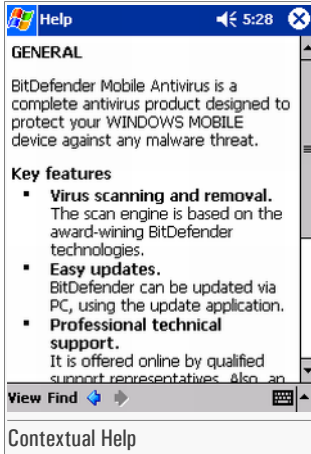 Help 5:28
GENERAL
BitDefender Mobile Antivirus is a
complete antivirus product designed to
protect your WINDOWS MOBILE
device against any malware threat.
Key features
▪ Virus scanning and removal.
The scan engine is based on the
award-wining BitDefender
technologies.
▪ Easy updates.
BitDefender can be updated via
PC, using the update application.
▪ Professional technical
support.
It is offered online by qualified
support representatives. Also, an
View Find
Contextual Help